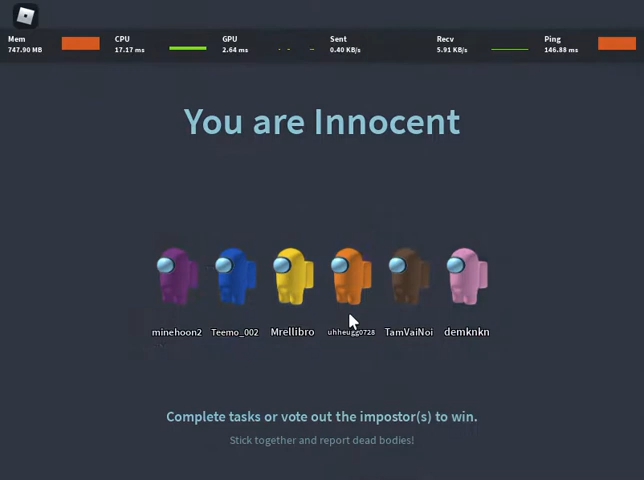 Mem CPU GPU Sent Recv Ping
747.90 MB 17.17 ms 2.64 ms 0.40 KB/s 5.91 KB/s 146.88 ms
You are Innocent
minehoon2 Teemo_002 Mrellibro uhheugg0728 TamVaiNoi demknkn
Complete tasks or vote out the impostor(s) to win.
Stick together and report dead bodies!